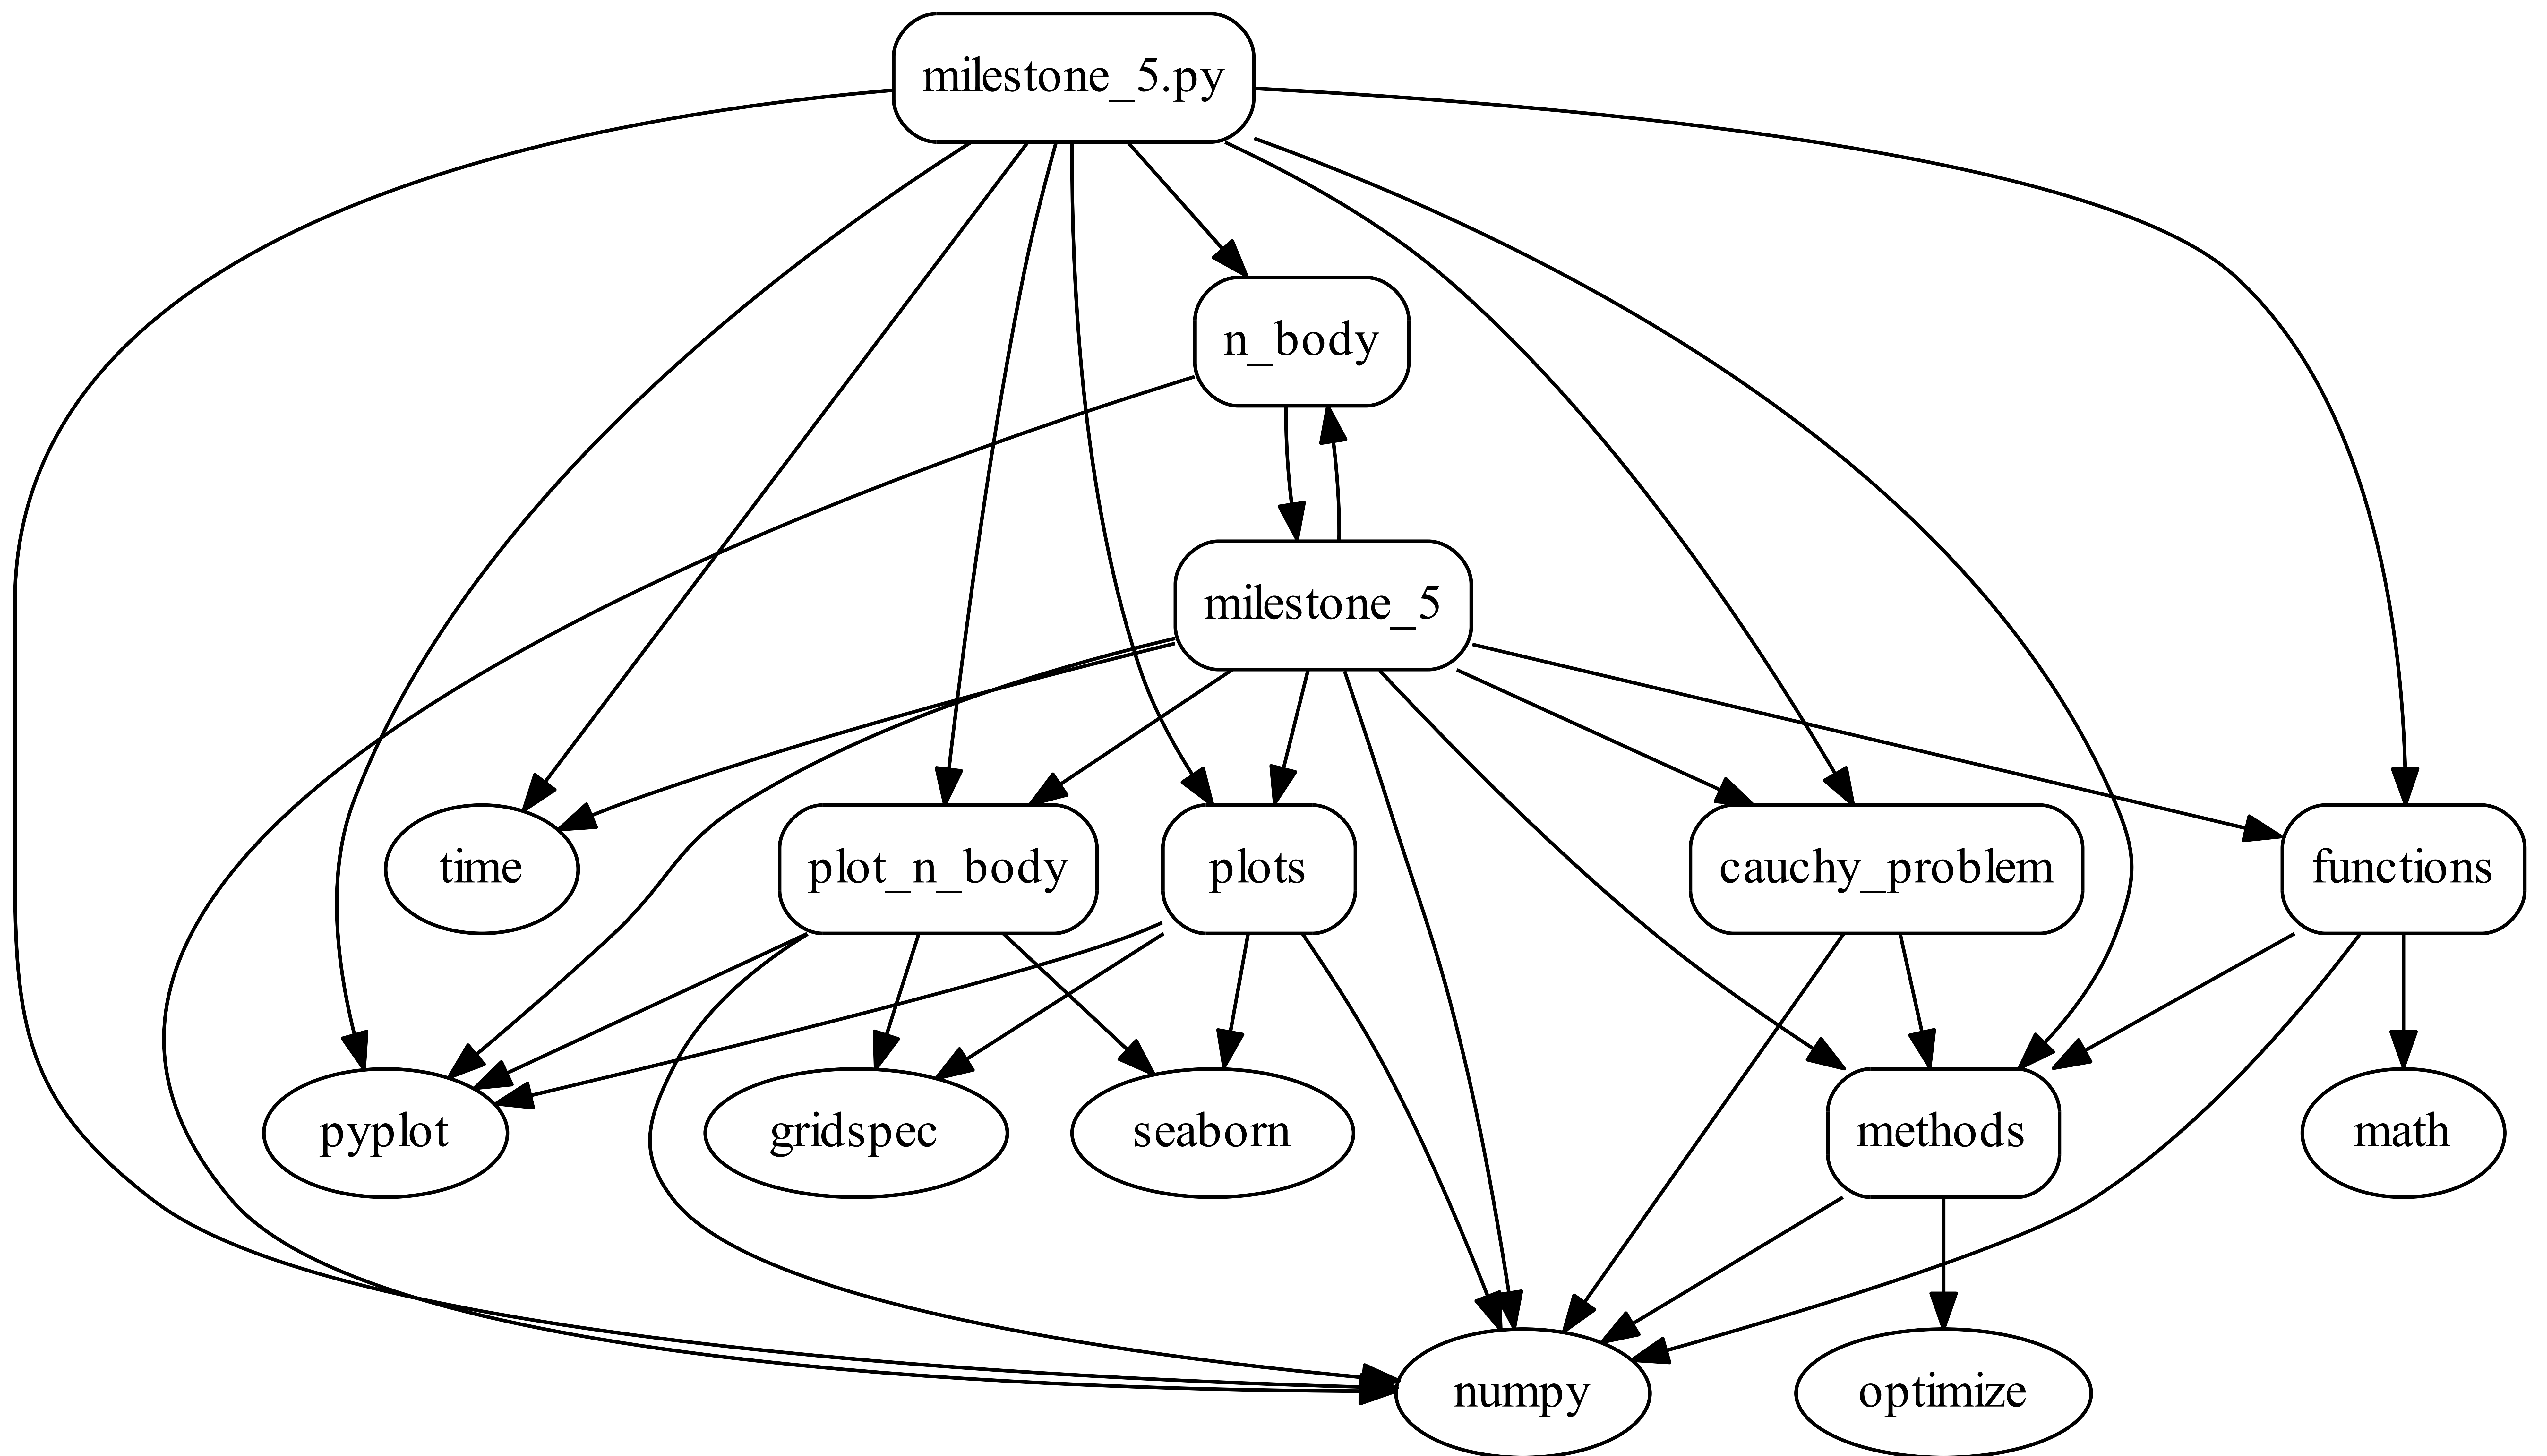 milestone_5.py
n_body
milestone_5
time
plot_n_body
plots
cauchy_problem
functions
pyplot
gridspec
seaborn
methods
math
numpy
optimize